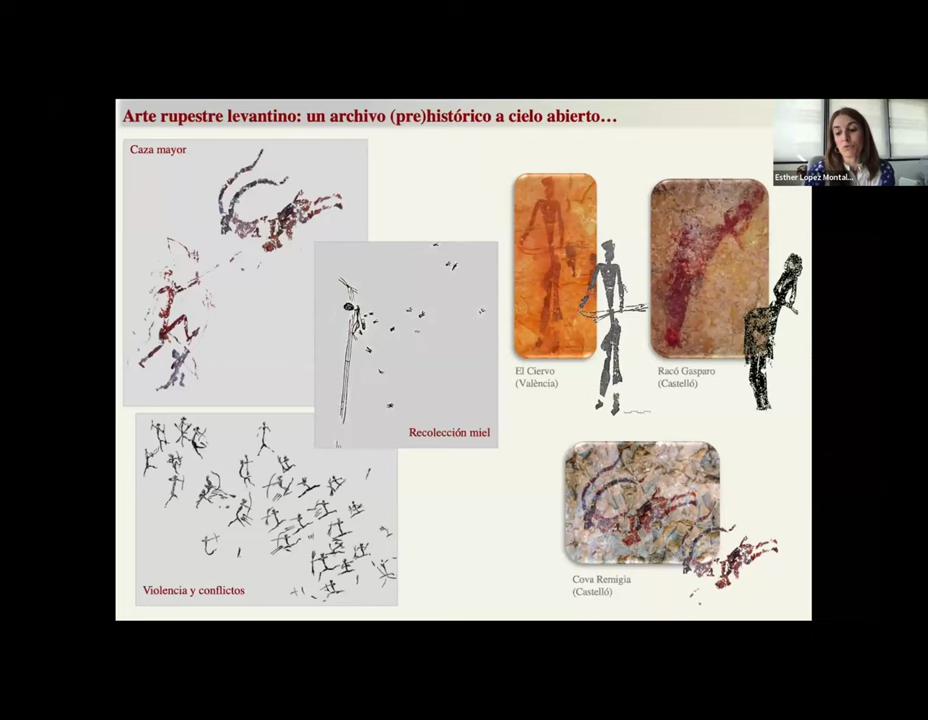 Arte rupestre levantino: un archivo (pre)histórico a cielo abierto…
Caza mayor
Esther Lopez Montal...
El Ciervo
(València)
Racó Gasparo
(Castelló)
Recolección miel
Cova Remigia
(Castelló)
Violencia y conflictos